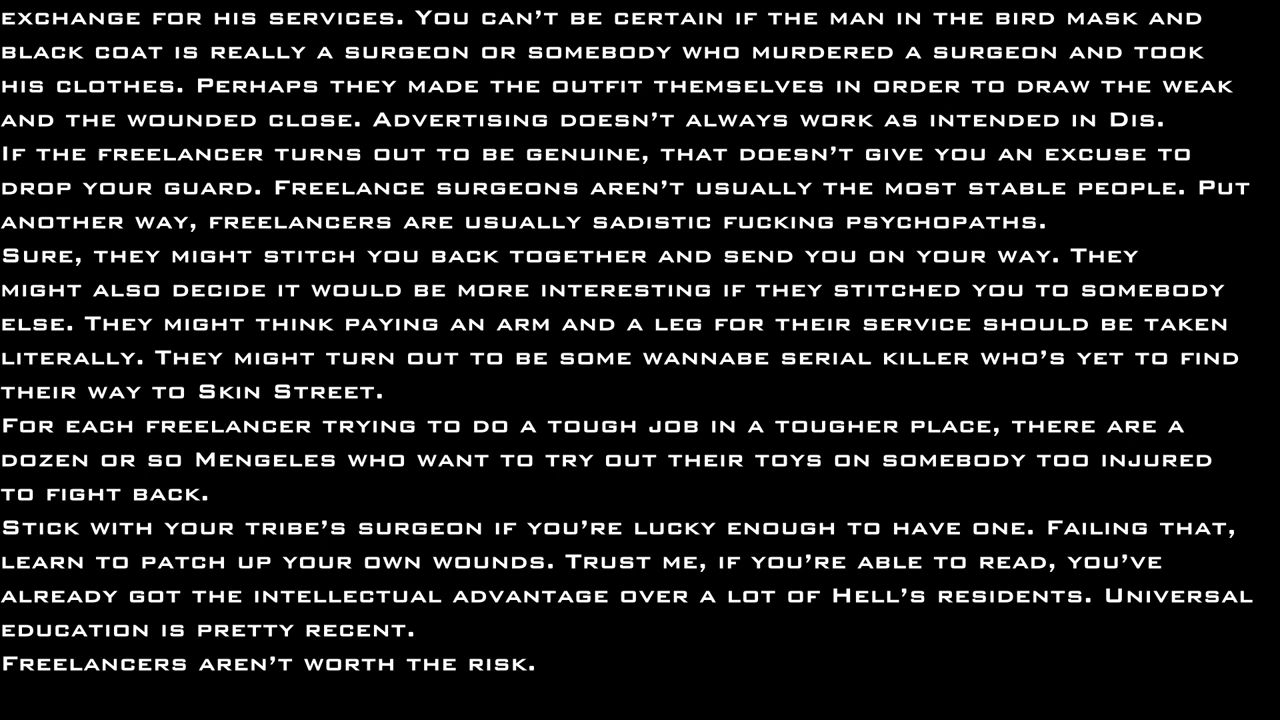 exchange for his services. You can’t be certain if the man in the bird mask and
black coat is really a surgeon or somebody who murdered a surgeon and took
his clothes. Perhaps they made the outfit themselves in order to draw the weak
and the wounded close. Advertising doesn’t always work as intended in Dis.
If the freelancer turns out to be genuine, that doesn’t give you an excuse to
drop your guard. Freelance surgeons aren’t usually the most stable people. Put
another way, freelancers are usually sadistic fucking psychopaths.
Sure, they might stitch you back together and send you on your way. They
might also decide it would be more interesting if they stitched you to somebody
else. They might think paying an arm and a leg for their service should be taken
literally. They might turn out to be some wannabe serial killer who’s yet to find
their way to Skin Street.
For each freelancer trying to do a tough job in a tougher place, there are a
dozen or so Mengeles who want to try out their toys on somebody too injured
to fight back.
Stick with your tribe’s surgeon if you’re lucky enough to have one. Failing that,
learn to patch up your own wounds. Trust me, if you’re able to read, you’ve
already got the intellectual advantage over a lot of Hell’s residents. Universal
education is pretty recent.
Freelancers aren’t worth the risk.